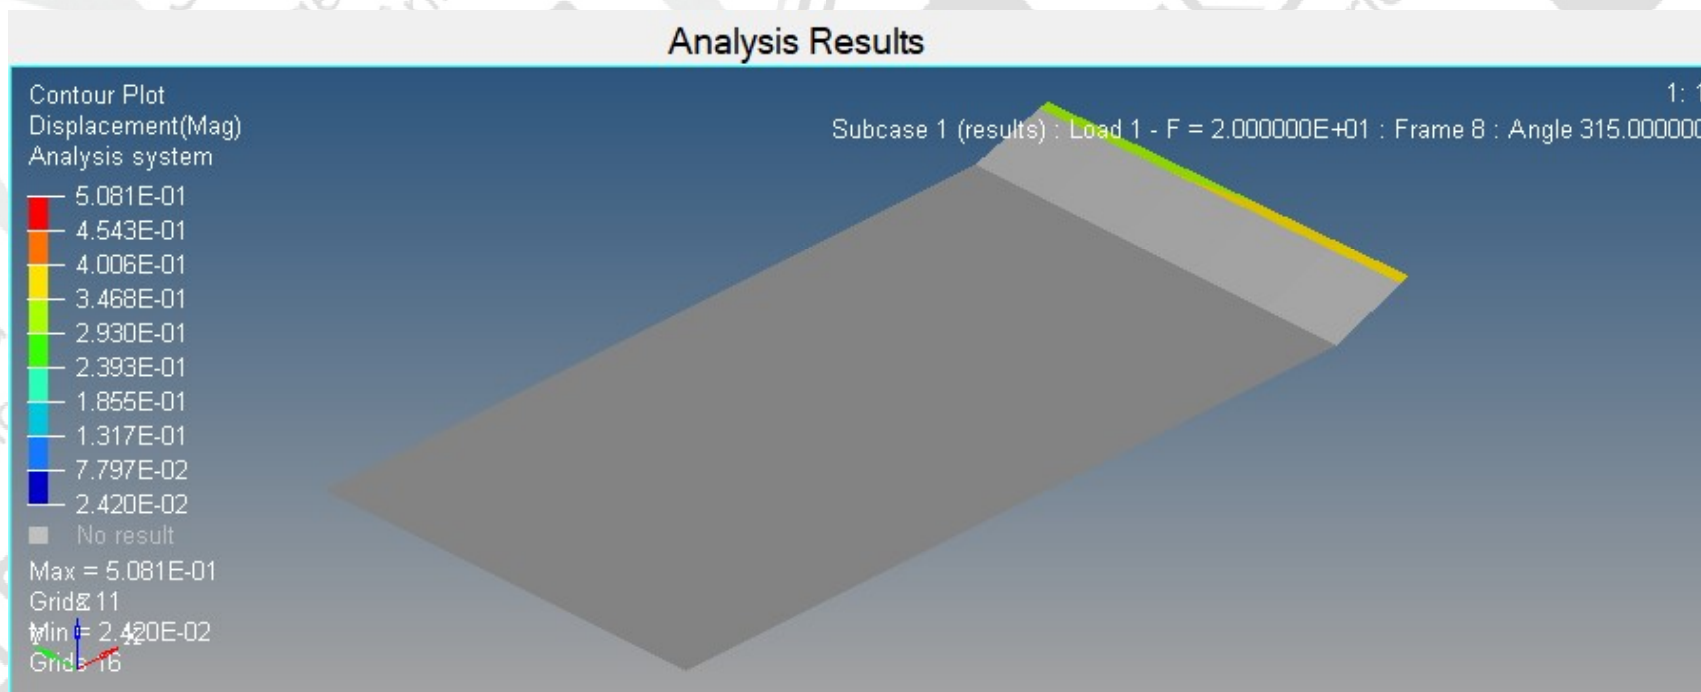 Analysis Results
Contour Plot
Displacement(Mag)
Analysis system
1: 1
Subcase 1 (results) : Load 1 - F = 2.000000E+01 : Frame 8 : Angle 315.000000
5.081E-01
4.543E-01
4.006E-01
3.468E-01
2.930E-01
2.393E-01
1.855E-01
1.317E-01
7.797E-02
2.420E-02
No result
Max = 5.081E-01
Grids 11
Min = 2.420E-02
Grids 16
Z
Y
X